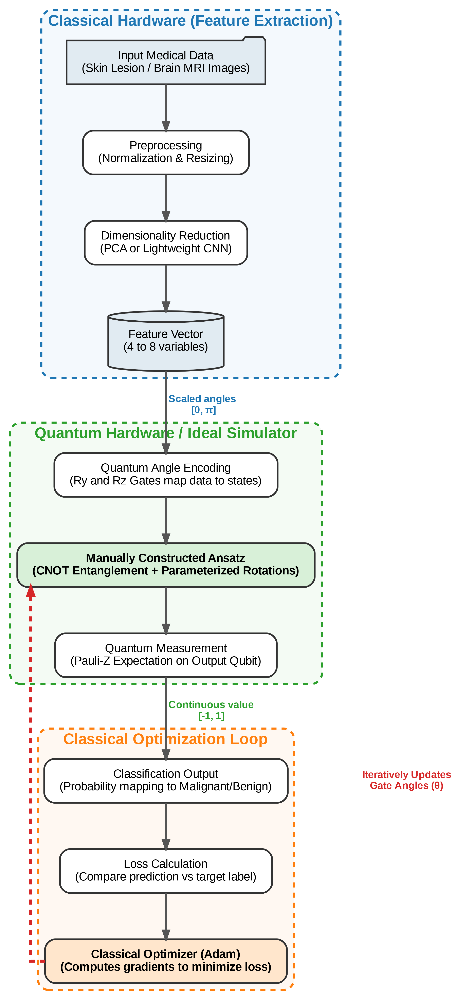 Classical Hardware (Feature Extraction)
Input Medical Data
(Skin Lesion / Brain MRI Images)
Preprocessing
(Normalization & Resizing)
Dimensionality Reduction
(PCA or Lightweight CNN)
Feature Vector
(4 to 8 variables)
Scaled angles
[0, π]
Quantum Hardware / Ideal Simulator
Quantum Angle Encoding
(Ry and Rz Gates map data to states)
Manually Constructed Ansatz
(CNOT Entanglement + Parameterized Rotations)
Quantum Measurement
(Pauli-Z Expectation on Output Qubit)
Continuous value
[-1, 1]
Classical Optimization Loop
Classification Output
(Probability mapping to Malignant/Benign)
Iteratively Updates
Gate Angles (θ)
Loss Calculation
(Compare prediction vs target label)
Classical Optimizer (Adam)
(Computes gradients to minimize loss)